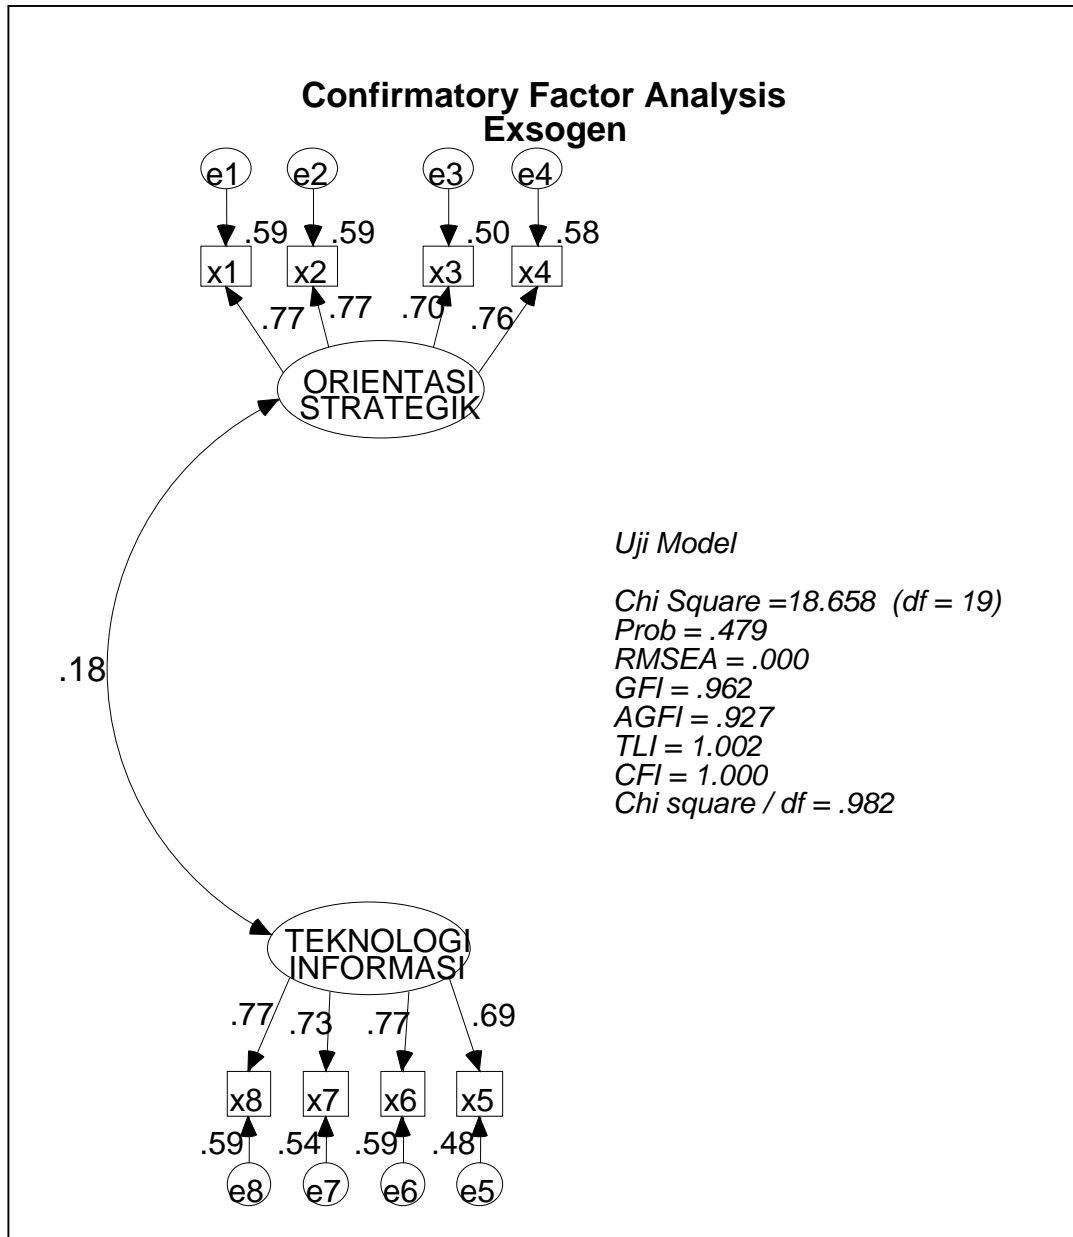 Confirmatory Factor Analysis
Exsogen
e1 e2 e3 e4
.59 .59 .50 .58
x1 x2 x3 x4
.77 .77 .70 .76
ORIENTASI
STRATEGIK
Uji Model
Chi Square =18.658 (df = 19)
Prob = .479
RMSEA = .000
GFI = .962
AGFI = .927
TLI = 1.002
CFI = 1.000
Chi square / df = .982
.18
TEKNOLOGI
INFORMASI
.77 .73 .77 .69
x8 x7 x6 x5
.59 .54 .59 .48
e8 e7 e6 e5